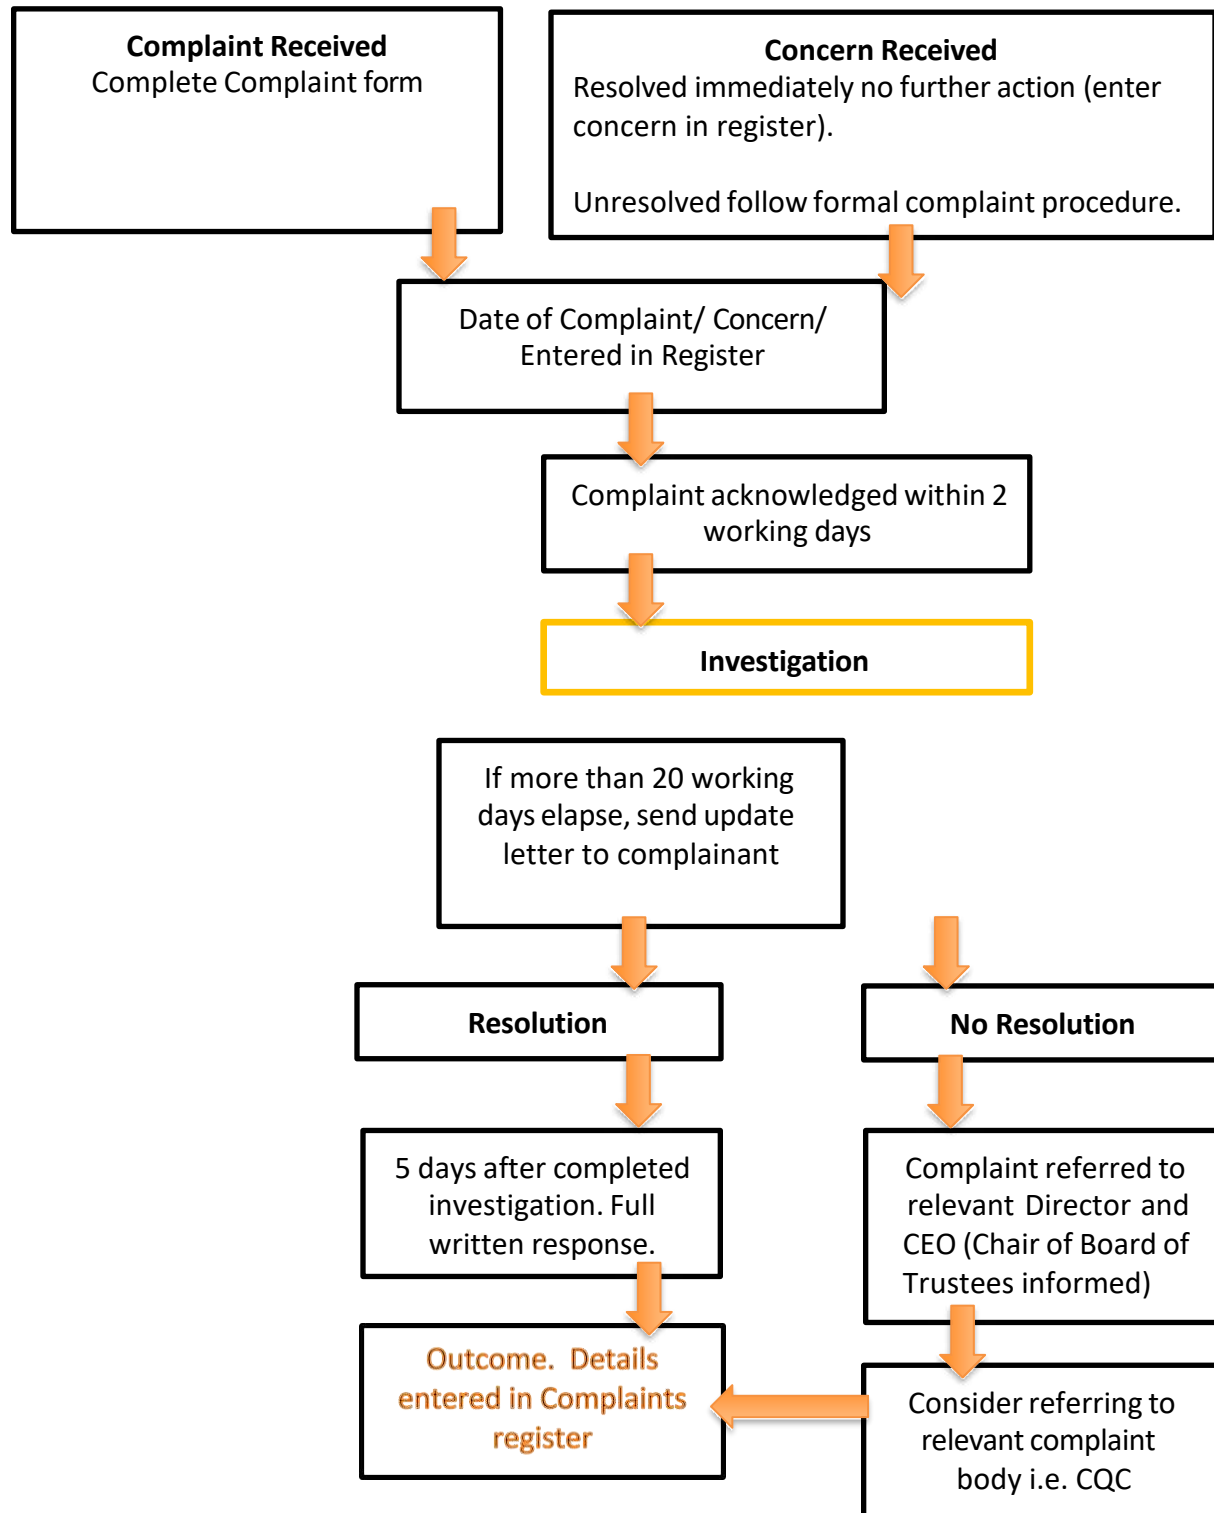 Complaint Received
Complete Complaint form
Concern Received
Resolved immediately no further action (enter
concern in register).
Unresolved follow formal complaint procedure.
Date of Complaint/ Concern/
Entered in Register
Complaint acknowledged within 2
working days
Investigation
If more than 20 working
days elapse, send update
letter to complainant
Resolution
No Resolution
5 days after completed
investigation. Full
written response.
Complaint referred to
relevant Director and
CEO (Chair of Board of
Trustees informed)
Outcome. Details
entered in Complaints
register
Consider referring to
relevant complaint
body i.e. CQC